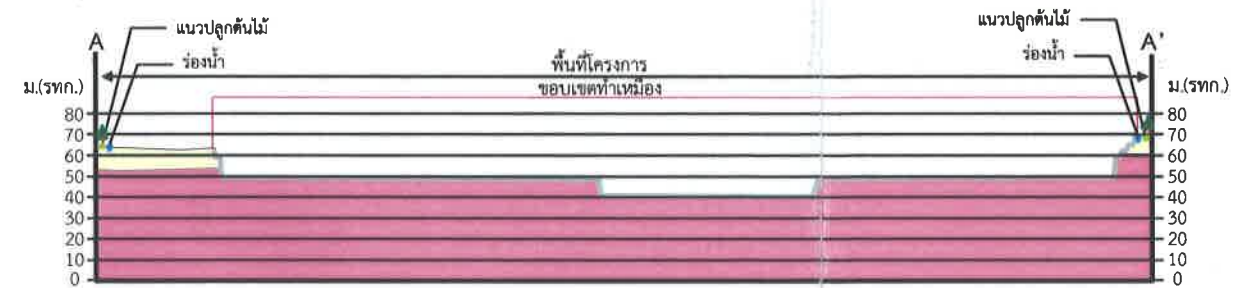 แนวปลูกต้นไม้
แนวปลูกต้นไม้
A
ร่องน้ำ
ร่องน้ำ
A'
ม.(รทก.)
พื้นที่โครงการ
ม.(รทก.)
ขอบเขตทำเหมือง
80
80
70
70
60
60
50
50
40
40
30
30
20
20
10
10
0
0